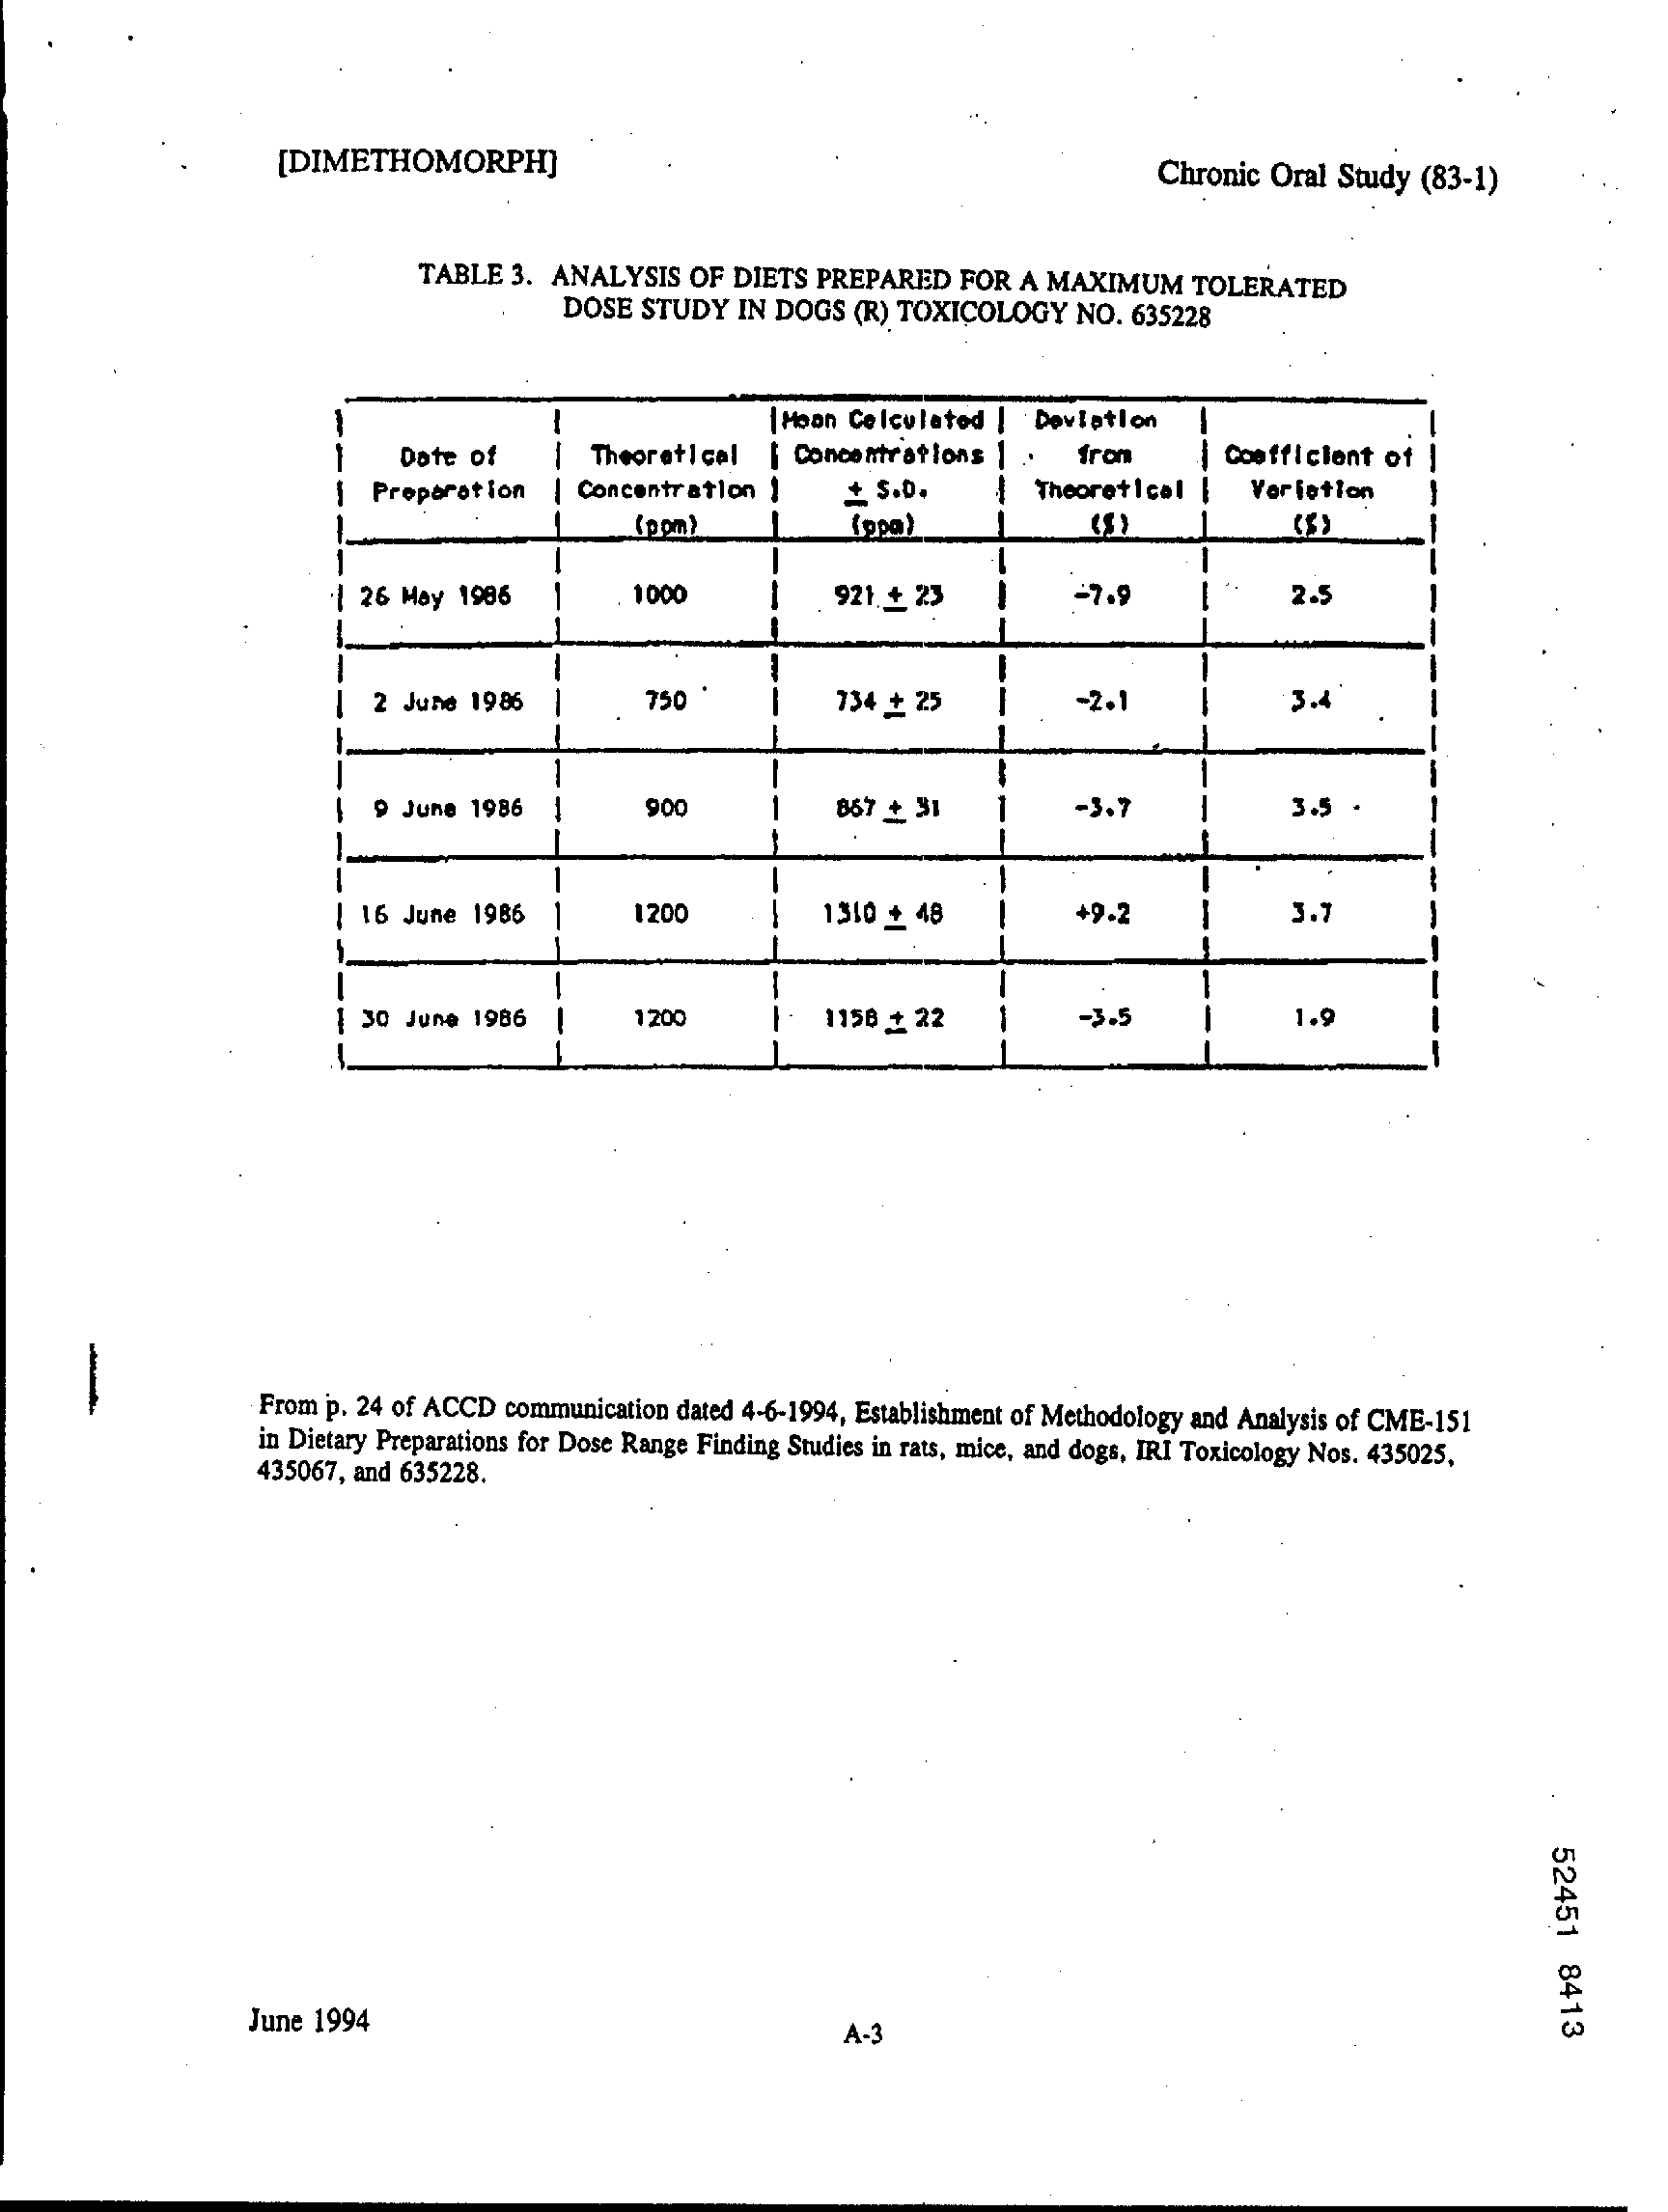 [DIMETHOMORPH]
Chronic Oral Study (83-1)
TABLE 3. ANALYSIS OF DIETS PREPARED FOR A MAXIMUM TOLERATED
DOSE STUDY IN DOGS (R) TOXICOLOGY NO. 635228
Date of Preparation | Theoretical Concentration (ppm) | Mean Calculated Concentrations ± S.D. (ppm) | Deviation from Theoretical (%) | Coefficient of Variation (%)
26 May 1986 | 1000 | 921 ± 23 | -7.9 | 2.5
2 June 1986 | 750 | 734 ± 25 | -2.1 | 3.4
9 June 1986 | 900 | 867 ± 31 | -3.7 | 3.5
16 June 1986 | 1200 | 1310 ± 48 | +9.2 | 3.7
30 June 1986 | 1200 | 1158 ± 22 | -3.5 | 1.9
From p. 24 of ACCD communication dated 4-6-1994, Establishment of Methodology and Analysis of CME-151
in Dietary Preparations for Dose Range Finding Studies in rats, mice, and dogs, IRI Toxicology Nos. 435025,
435067, and 635228.
52451 8413
June 1994
A-3